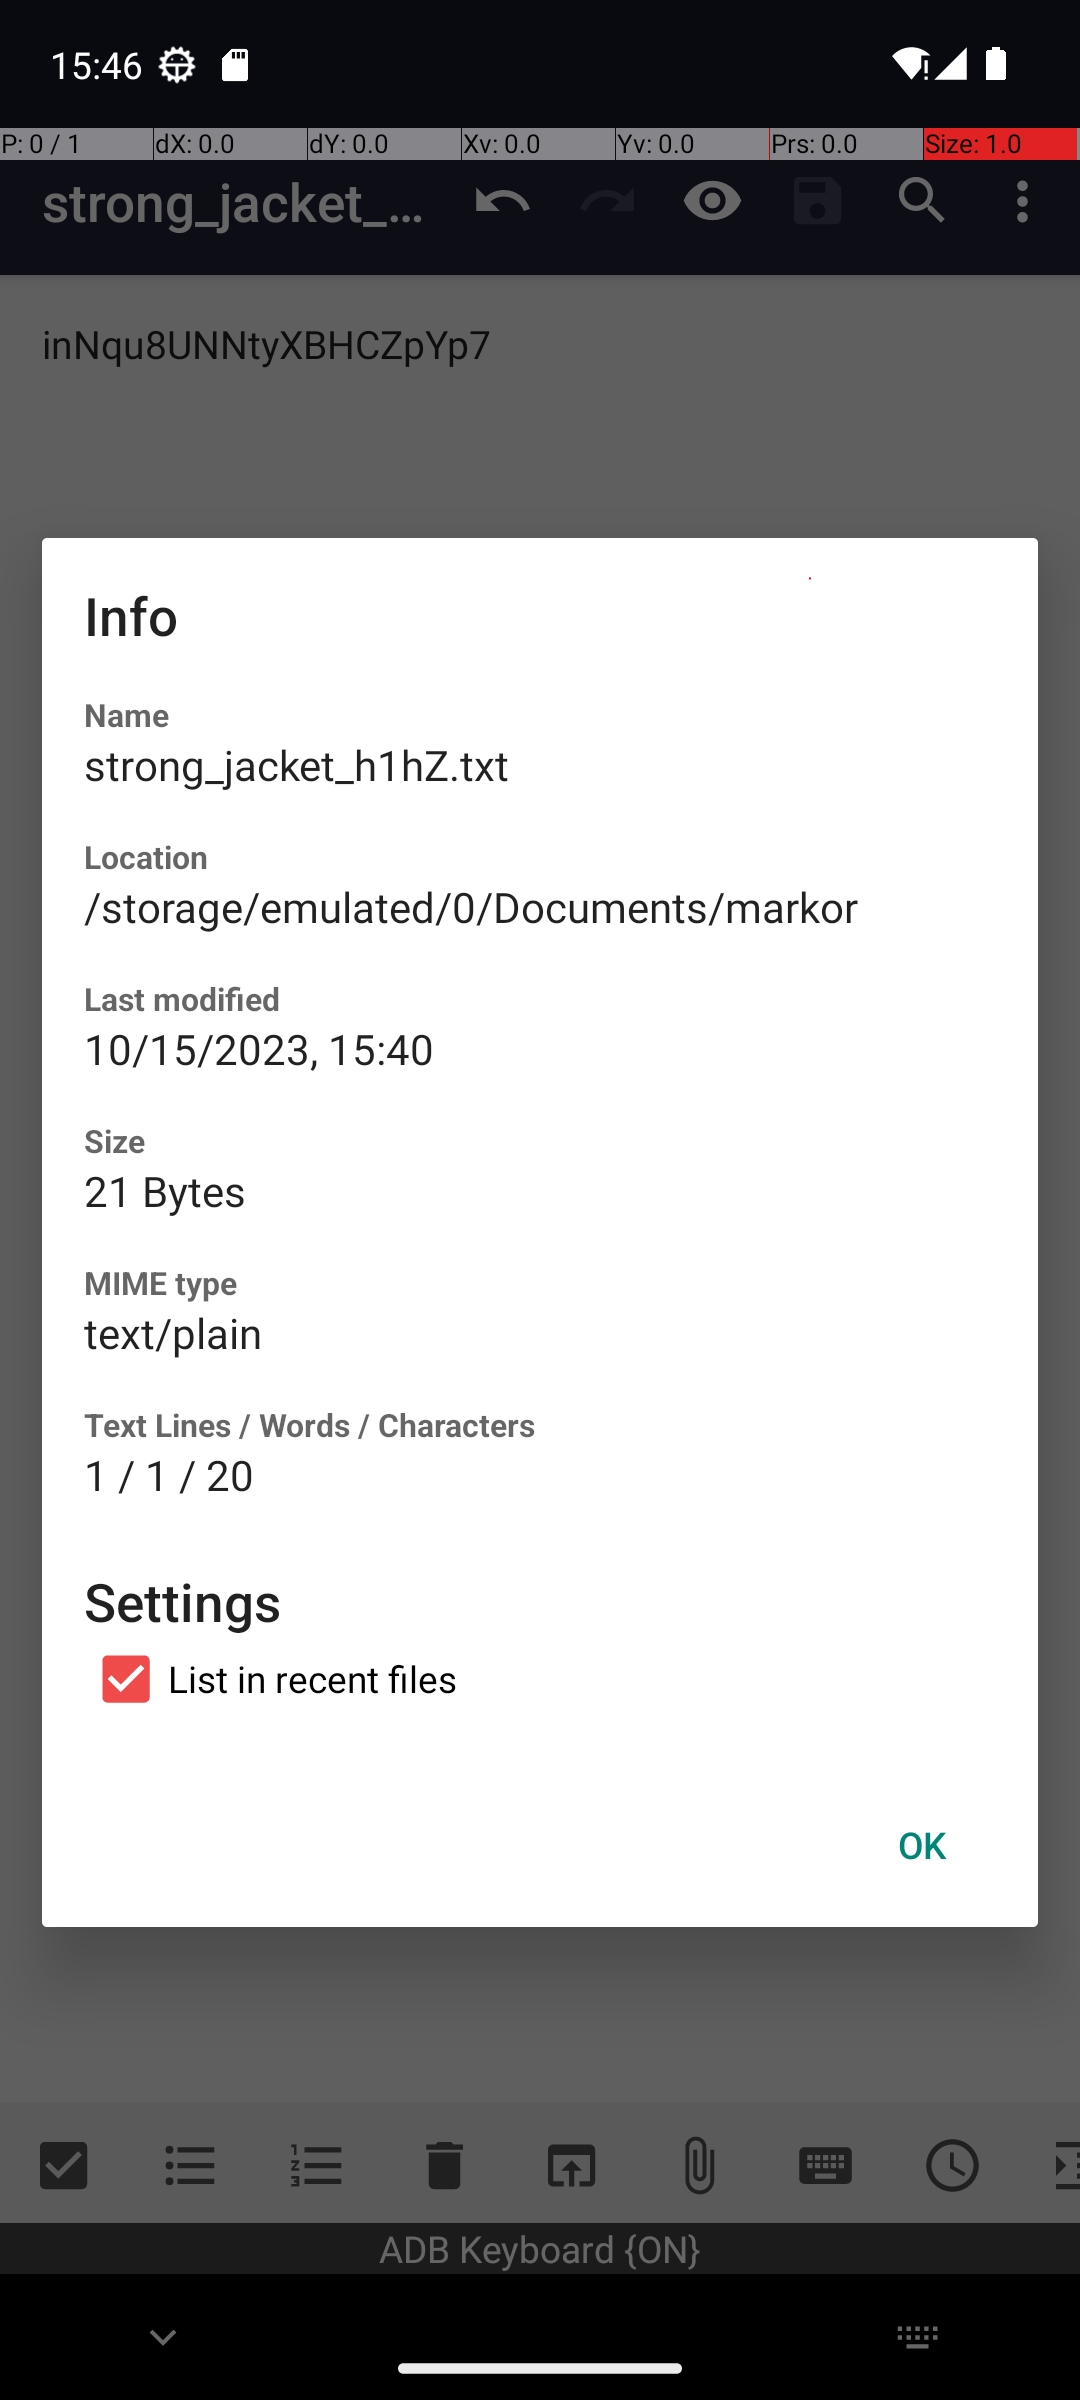 15:46
P: 0 / 1 dX: 0.0 dY: 0.0 Xv: 0.0 Yv: 0.0 Prs: 0.0 Size: 1.0
strong_jacket_...
inNqu8UNNtyXBHCZpYp7
Info
Name
strong_jacket_h1hZ.txt
Location
/storage/emulated/0/Documents/markor
Last modified
10/15/2023, 15:40
Size
21 Bytes
MIME type
text/plain
Text Lines / Words / Characters
1 / 1 / 20
Settings
List in recent files
OK
ADB Keyboard {ON}